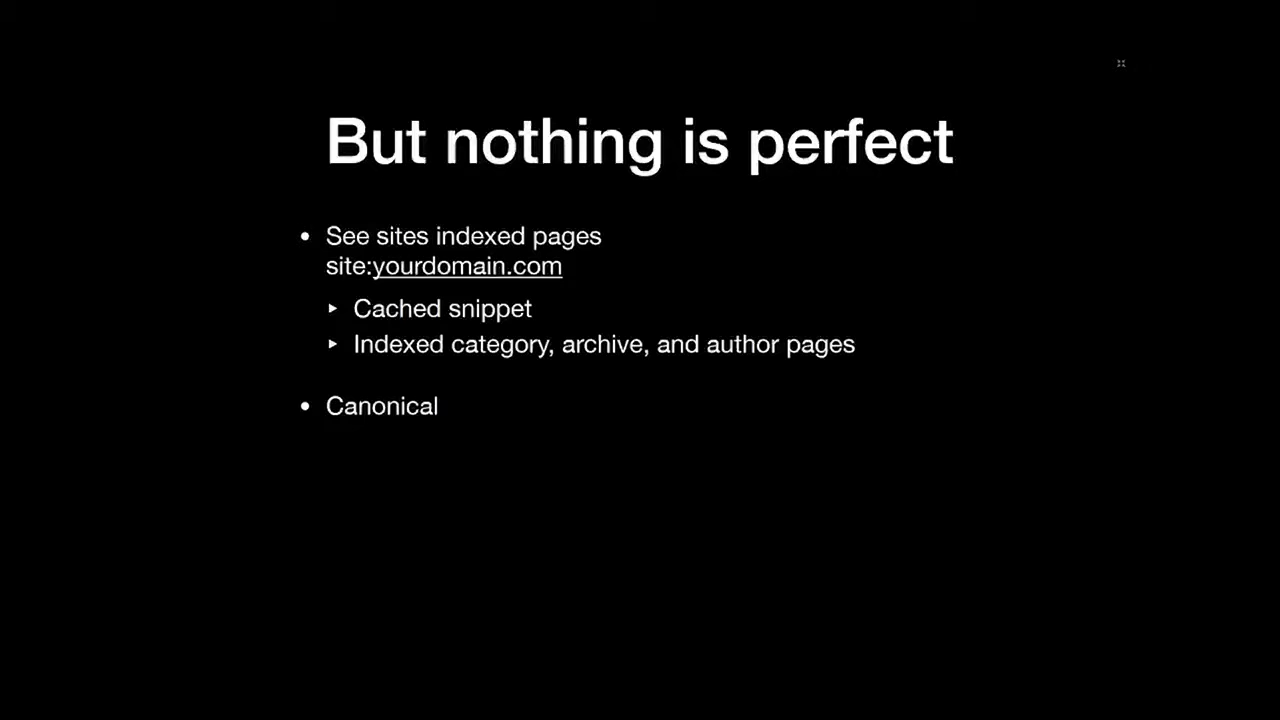 But nothing is perfect
• See sites indexed pages
site:yourdomain.com
‣ Cached snippet
‣ Indexed category, archive, and author pages
• Canonical